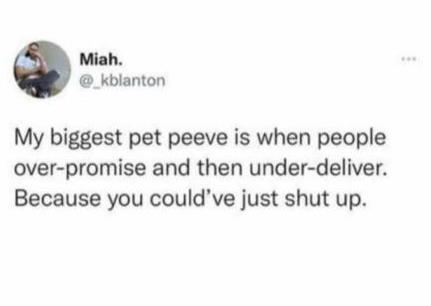 Miah.
@_kblanton
My biggest pet peeve is when people
over-promise and then under-deliver.
Because you could've just shut up.